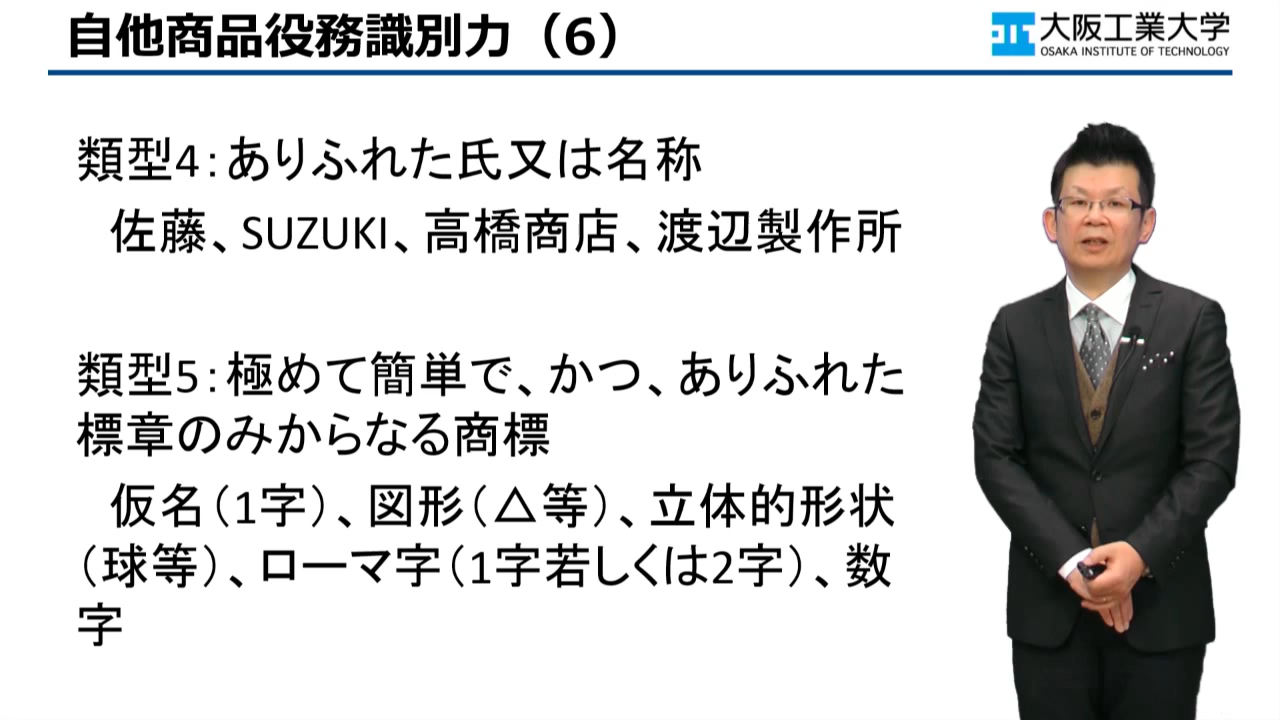 自他商品役務識別力（6）
大阪工業大学
OSAKA INSTITUTE OF TECHNOLOGY
類型4：ありふれた氏又は名称
佐藤、SUZUKI、高橋商店、渡辺製作所
類型5：極めて簡単で、かつ、ありふれた
標章のみからなる商標
仮名（1字）、図形（△等）、立体的形状
（球等）、ローマ字（1字若しくは2字）、数
字